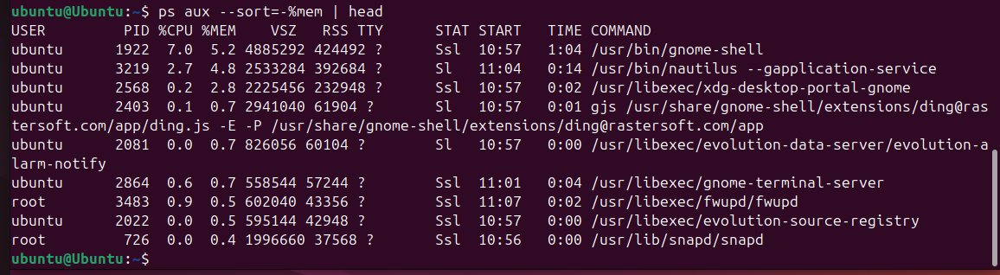 ubuntu@Ubuntu:~$ ps aux --sort=-%mem | head
USER         PID %CPU %MEM    VSZ   RSS TTY      STAT START   TIME COMMAND
ubuntu      1922  7.0  5.2 4885292 424492 ?      Ssl  10:57   1:04 /usr/bin/gnome-shell
ubuntu      3219  2.7  4.8 2533284 392684 ?      Sl   11:04   0:14 /usr/bin/nautilus --gapplication-service
ubuntu      2568  0.2  2.8 2225456 232948 ?      Ssl  10:57   0:02 /usr/libexec/xdg-desktop-portal-gnome
ubuntu      2403  0.1  0.7 2941040 61904 ?       Sl   10:57   0:01 gjs /usr/share/gnome-shell/extensions/ding@ras
tersoft.com/app/ding.js -E -P /usr/share/gnome-shell/extensions/ding@rastersoft.com/app
ubuntu      2081  0.0  0.7 826056 60104 ?        Sl   10:57   0:00 /usr/libexec/evolution-data-server/evolution-a
larm-notify
ubuntu      2864  0.6  0.7 558544 57244 ?        Ssl  11:01   0:04 /usr/libexec/gnome-terminal-server
root        3483  0.9  0.5 602040 43356 ?        Ssl  11:07   0:02 /usr/libexec/fwupd/fwupd
ubuntu      2022  0.0  0.5 595144 42948 ?        Ssl  10:57   0:00 /usr/libexec/evolution-source-registry
root         726  0.0  0.4 1996660 37568 ?       Ssl  10:56   0:00 /usr/lib/snapd/snapd
ubuntu@Ubuntu:~$